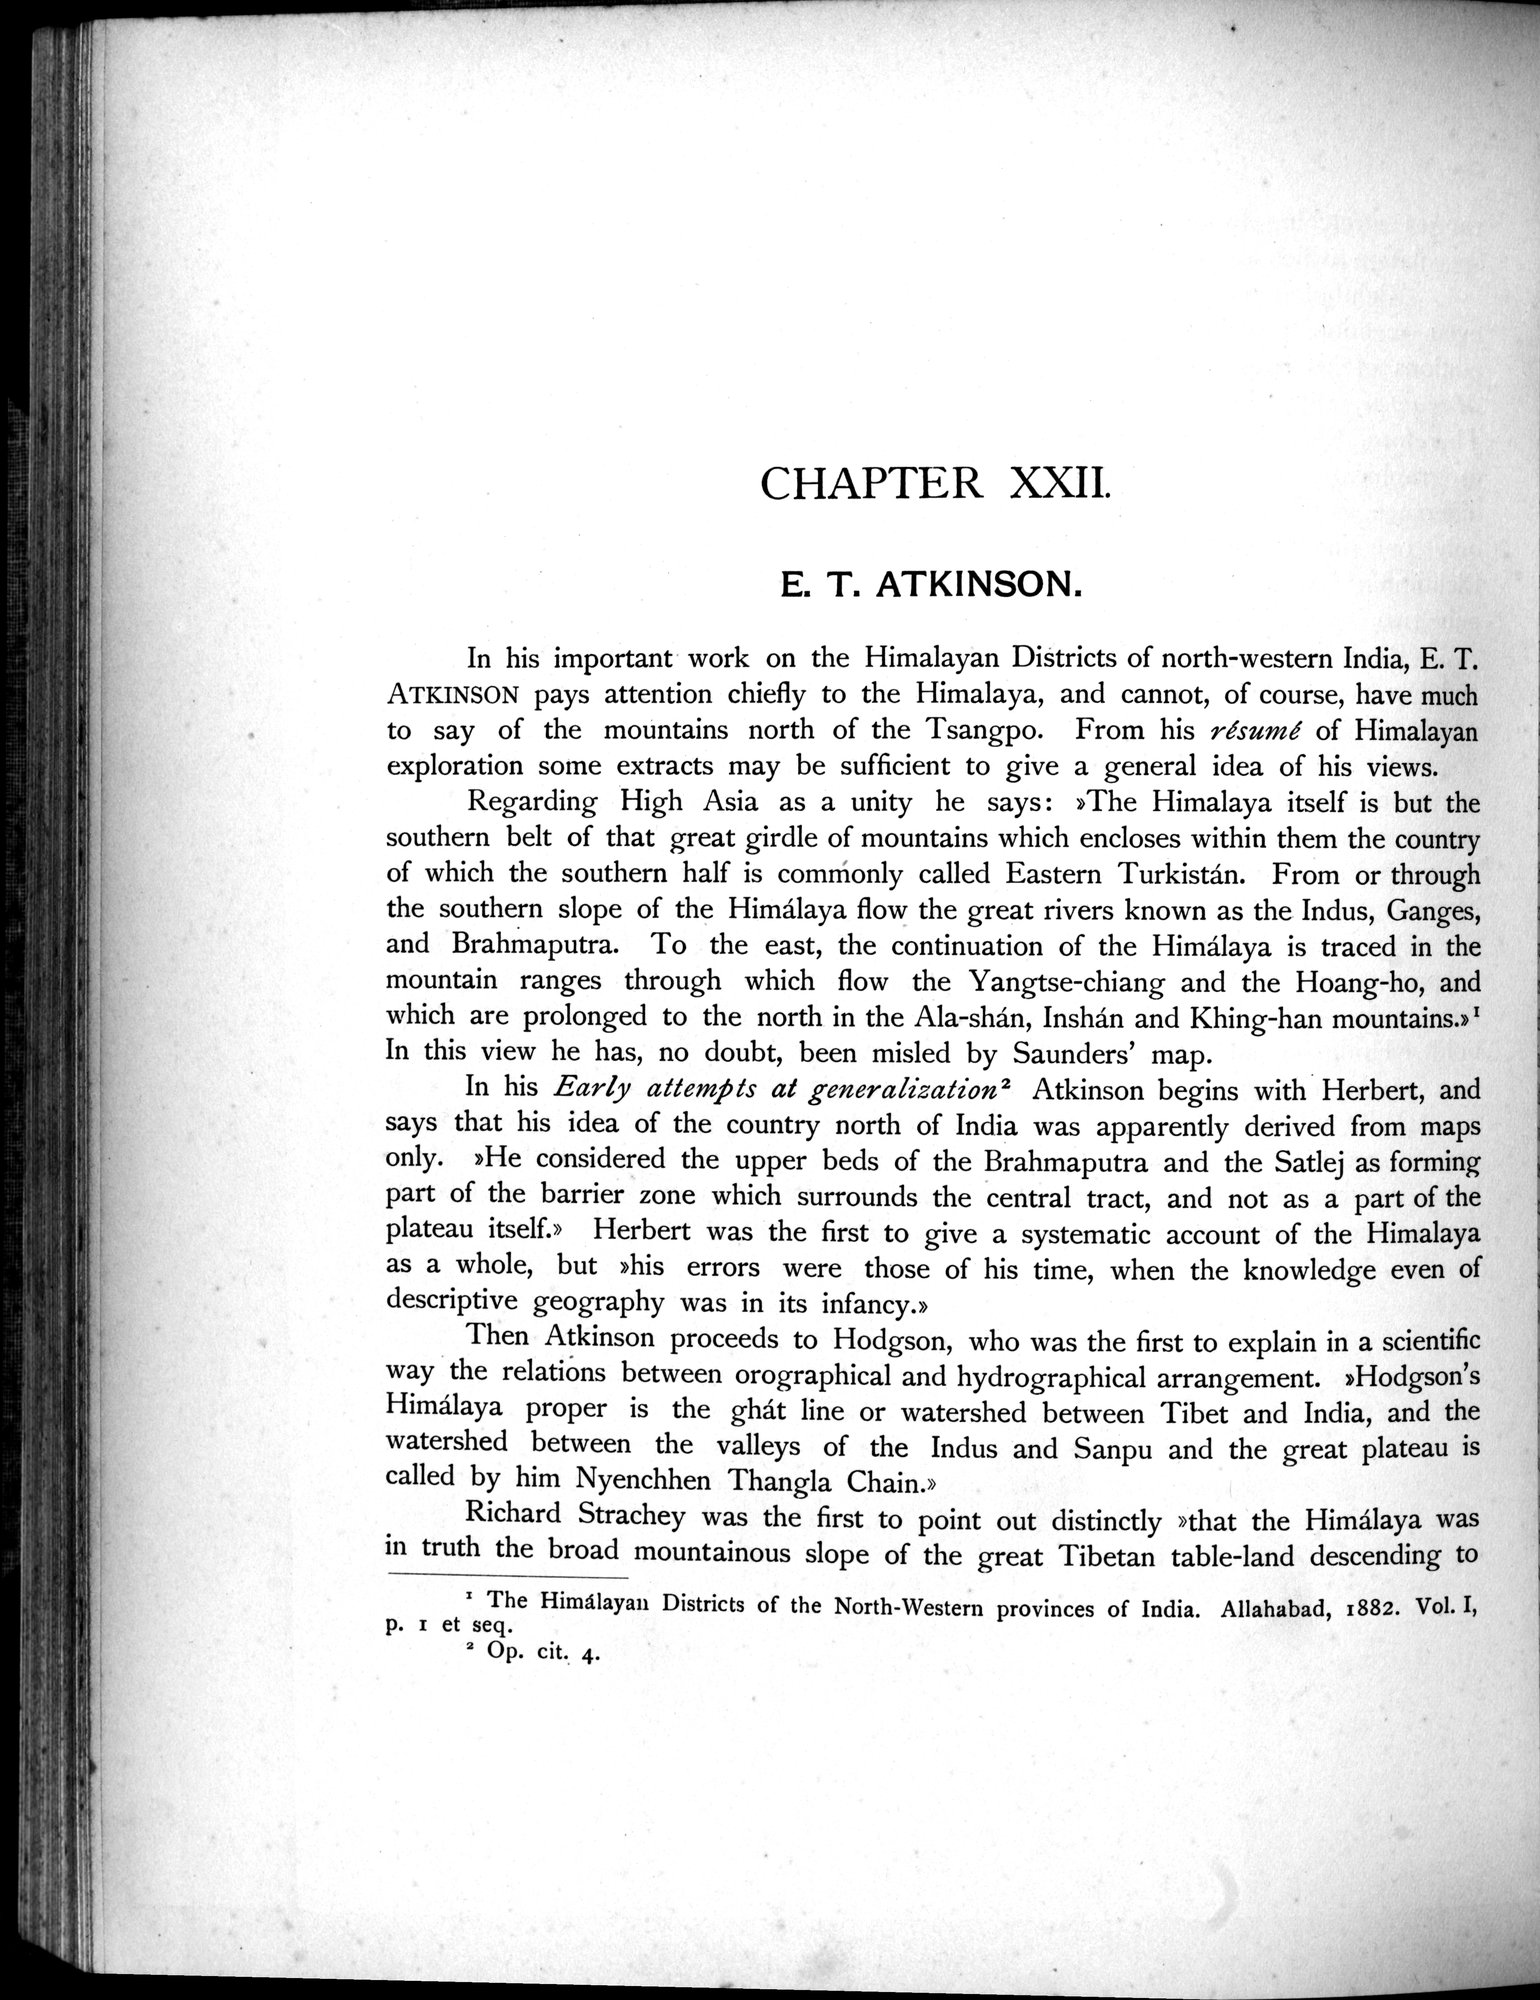 CHAPTER XXII.
E. T. ATKINSON.
In his important work on the Himalayan Districts of north-western India, E. T.
ATKINSON pays attention chiefly to the Himalaya, and cannot, of course, have much
to say of the mountains north of the Tsangpo. From his résumé of Himalayan
exploration some extracts may be sufficient to give a general idea of his views.
Regarding High Asia as a unity he says: »The Himalaya itself is but the
southern belt of that great girdle of mountains which encloses within them the country
of which the southern half is commonly called Eastern Turkistán. From or through
the southern slope of the Himálaya flow the great rivers known as the Indus, Ganges,
and Brahmaputra. To the east, the continuation of the Himálaya is traced in the
mountain ranges through which flow the Yangtse-chiang and the Hoang-ho, and
which are prolonged to the north in the Ala-shán, Inshán and Khing-han mountains.»¹
In this view he has, no doubt, been misled by Saunders' map.
In his Early attempts at generalization² Atkinson begins with Herbert, and
says that his idea of the country north of India was apparently derived from maps
only. »He considered the upper beds of the Brahmaputra and the Satlej as forming
part of the barrier zone which surrounds the central tract, and not as a part of the
plateau itself.» Herbert was the first to give a systematic account of the Himalaya
as a whole, but »his errors were those of his time, when the knowledge even of
descriptive geography was in its infancy.»
Then Atkinson proceeds to Hodgson, who was the first to explain in a scientific
way the relations between orographical and hydrographical arrangement. »Hodgson's
Himálaya proper is the ghát line or watershed between Tibet and India, and the
watershed between the valleys of the Indus and Sanpu and the great plateau is
called by him Nyenchhen Thangla Chain.»
Richard Strachey was the first to point out distinctly »that the Himálaya was
in truth the broad mountainous slope of the great Tibetan table-land descending to
¹ The Himálayan Districts of the North-Western provinces of India. Allahabad, 1882. Vol. I,
p. 1 et seq.
² Op. cit. 4.